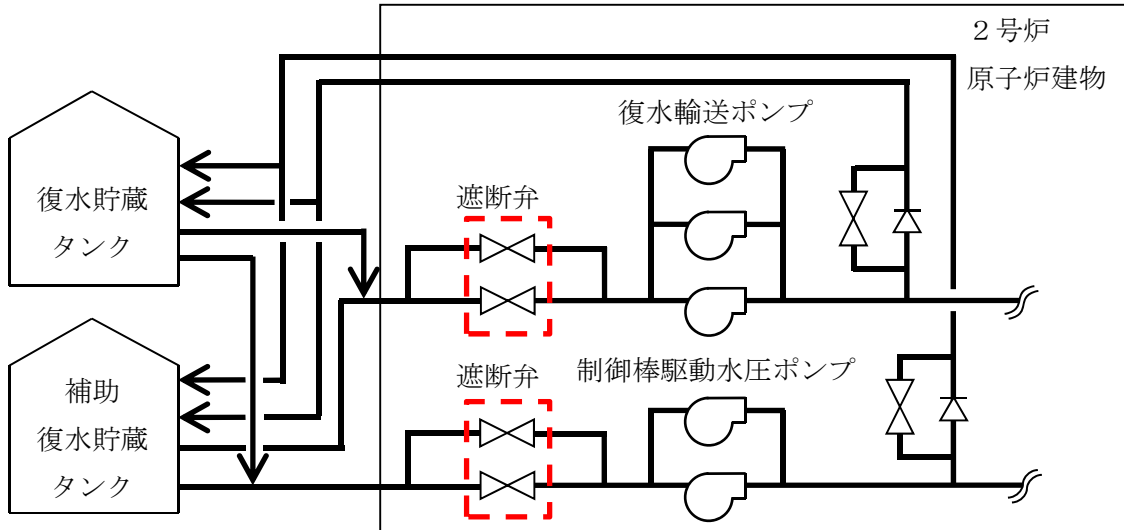 ２号炉
原子炉建物
復水輸送ポンプ
復水貯蔵
タンク
遮断弁
制御棒駆動水圧ポンプ
遮断弁
補助
復水貯蔵
タンク